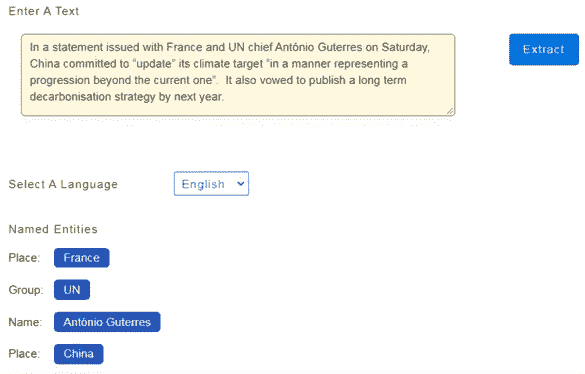 Enter A Text
In a statement issued with France and UN chief António Guterres on Saturday,
China committed to "update" its climate target "in a manner representing a
progression beyond the current one". It also vowed to publish a long term
decarbonisation strategy by next year.
Extract
Select A Language
English
Named Entities
Place: France
Group: UN
Name: António Guterres
Place: China